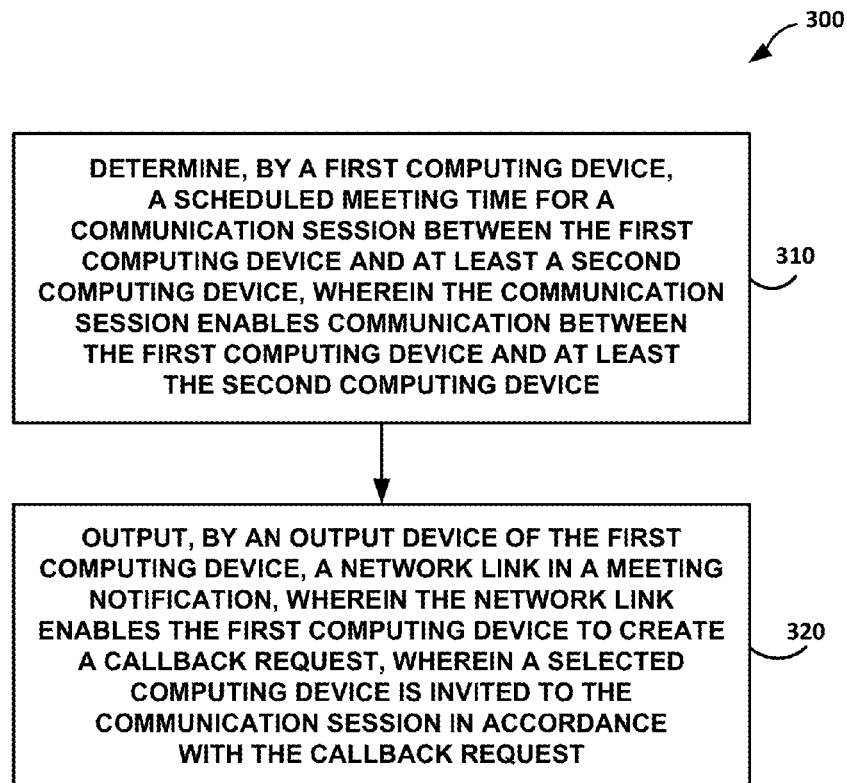 300
DETERMINE, BY A FIRST COMPUTING DEVICE,
A SCHEDULED MEETING TIME FOR A
COMMUNICATION SESSION BETWEEN THE FIRST
COMPUTING DEVICE AND AT LEAST A SECOND
COMPUTING DEVICE, WHEREIN THE COMMUNICATION
SESSION ENABLES COMMUNICATION BETWEEN
THE FIRST COMPUTING DEVICE AND AT LEAST
THE SECOND COMPUTING DEVICE
310
OUTPUT, BY AN OUTPUT DEVICE OF THE FIRST
COMPUTING DEVICE, A NETWORK LINK IN A MEETING
NOTIFICATION, WHEREIN THE NETWORK LINK
ENABLES THE FIRST COMPUTING DEVICE TO CREATE
A CALLBACK REQUEST, WHEREIN A SELECTED
COMPUTING DEVICE IS INVITED TO THE
COMMUNICATION SESSION IN ACCORDANCE
WITH THE CALLBACK REQUEST
320